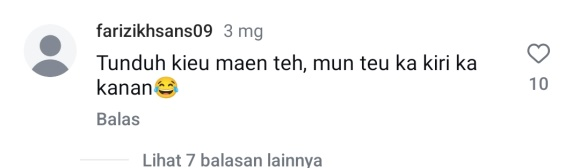 farizikhsans09 3 mg
Tunduh kieu maen teh, mun teu ka kiri ka
kanan😂
10
Balas
Lihat 7 balasan lainnya